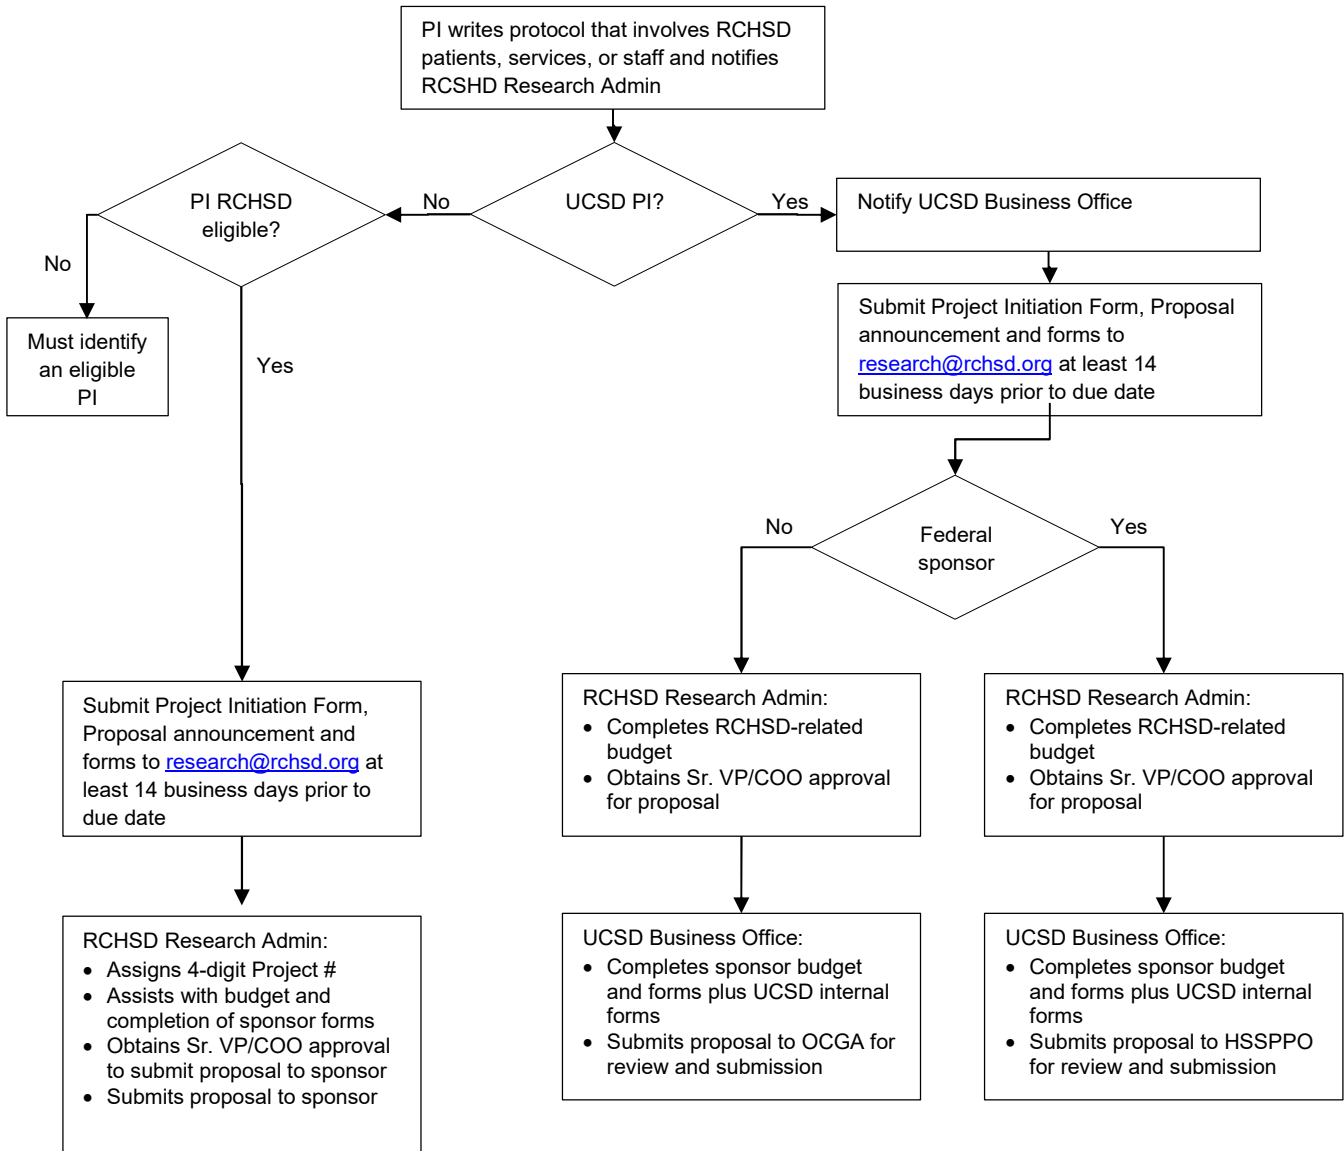 PI writes protocol that involves RCHSD
patients, services, or staff and notifies
RCSHD Research Admin
PI RCHSD
eligible?
No
UCSD PI?
Yes
Notify UCSD Business Office
No
Must identify
an eligible
PI
Yes
Submit Project Initiation Form, Proposal
announcement and forms to
research@rchsd.org at least 14
business days prior to due date
No
Federal
sponsor
Yes
Submit Project Initiation Form,
Proposal announcement and
forms to research@rchsd.org at
least 14 business days prior to
due date
RCHSD Research Admin:
• Completes RCHSD-related
budget
• Obtains Sr. VP/COO approval
for proposal
RCHSD Research Admin:
• Completes RCHSD-related
budget
• Obtains Sr. VP/COO approval
for proposal
RCHSD Research Admin:
• Assigns 4-digit Project #
• Assists with budget and
completion of sponsor forms
• Obtains Sr. VP/COO approval
to submit proposal to sponsor
• Submits proposal to sponsor
UCSD Business Office:
• Completes sponsor budget
and forms plus UCSD internal
forms
• Submits proposal to OCGA for
review and submission
UCSD Business Office:
• Completes sponsor budget
and forms plus UCSD internal
forms
• Submits proposal to HSSPPO
for review and submission